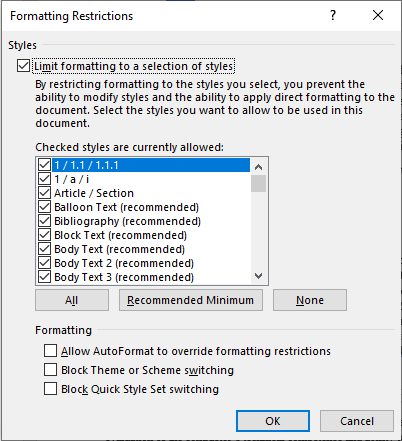 Formatting Restrictions
Styles
Limit formatting to a selection of styles
By restricting formatting to the styles you select, you prevent the
ability to modify styles and the ability to apply direct formatting to the
document. Select the styles you want to allow to be used in this
document.
Checked styles are currently allowed:
1 / 1.1 / 1.1.1
1 / a / i
Article / Section
Balloon Text (recommended)
Bibliography (recommended)
Block Text (recommended)
Body Text (recommended)
Body Text 2 (recommended)
Body Text 3 (recommended)
All Recommended Minimum None
Formatting
Allow AutoFormat to override formatting restrictions
Block Theme or Scheme switching
Block Quick Style Set switching
OK Cancel